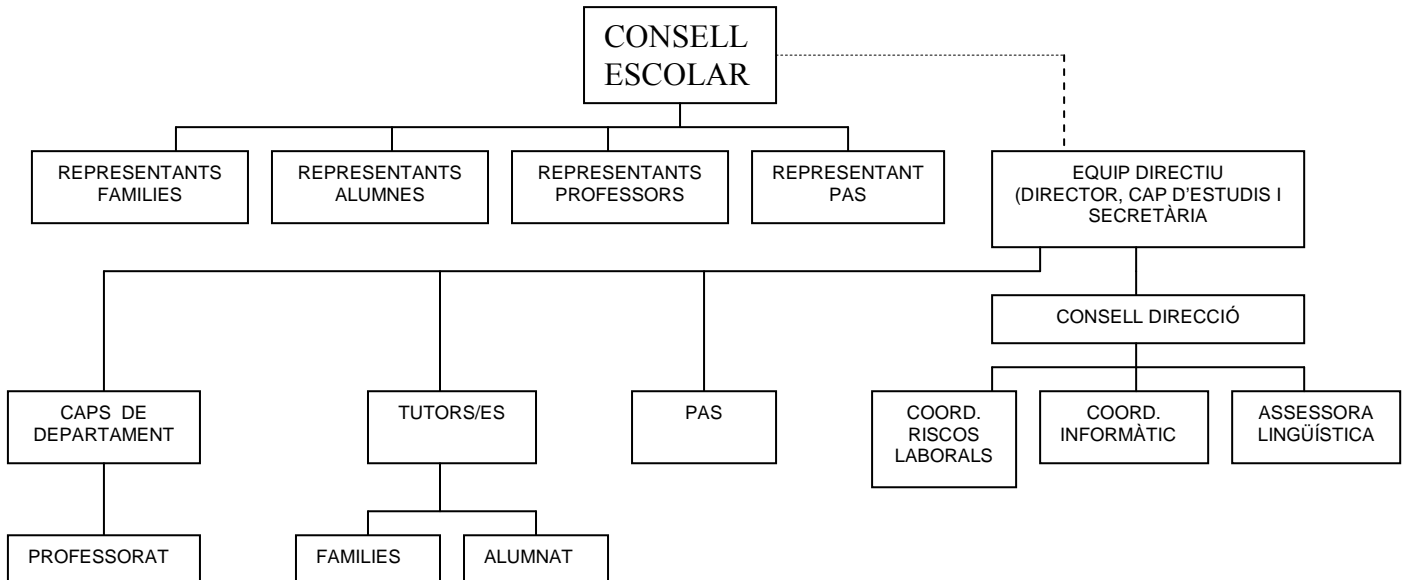 CONSELL
ESCOLAR
REPRESENTANTS
FAMILIES
REPRESENTANTS
ALUMNES
REPRESENTANTS
PROFESSORS
REPRESENTANT
PAS
EQUIP DIRECTIU
(DIRECTOR, CAP D'ESTUDIS I
SECRETÀRIA
CONSELL DIRECCIÓ
CAPS DE
DEPARTAMENT
TUTORS/ES
PAS
COORD.
RISCOS
LABORALS
COORD.
INFORMÀTIC
ASSESSORA
LINGÜÍSTICA
PROFESSORAT
FAMILIES
ALUMNAT